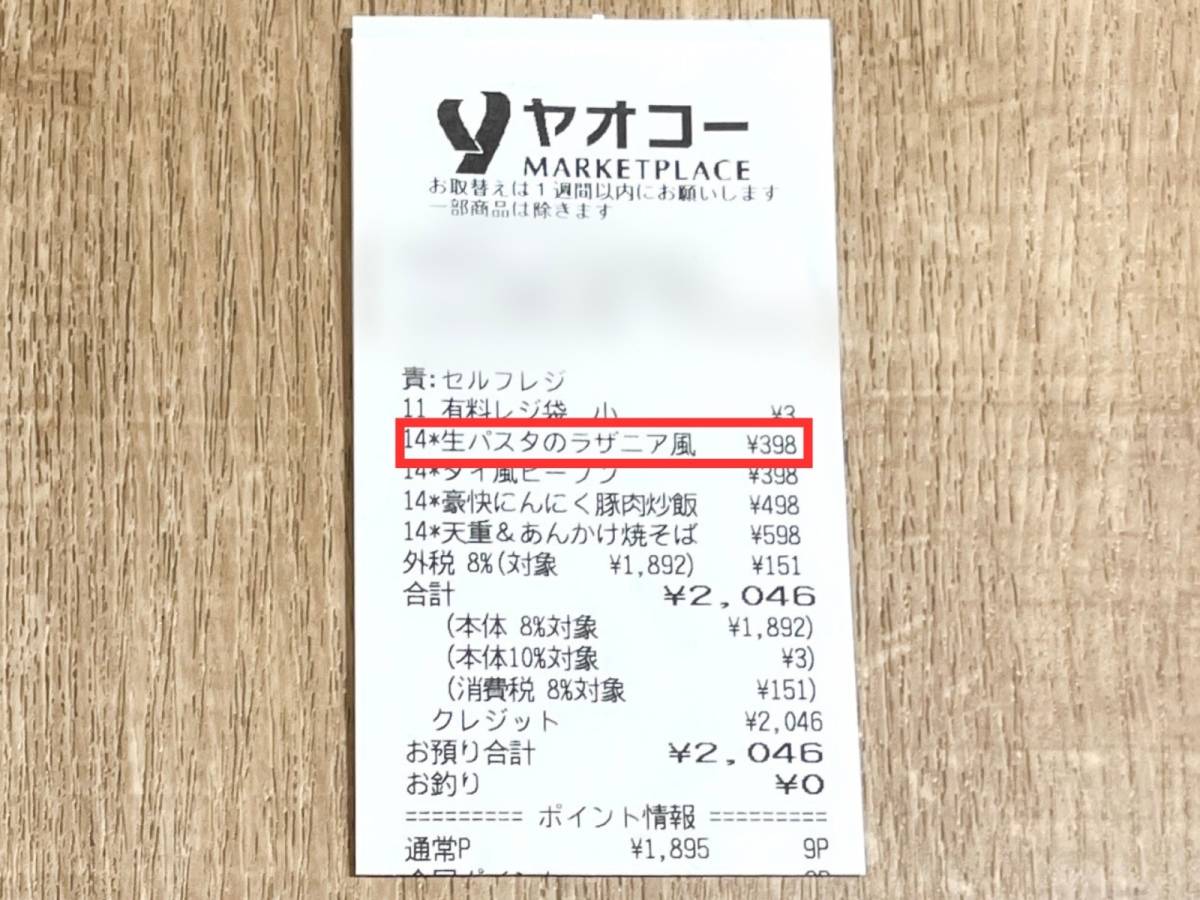 ヤオコー
MARKETPLACE
お取替えは1週間以内にお願いします
一部商品は除きます
責:セルフレジ
11 有料レジ袋 小 ¥3
14*生パスタのラザニア風 ¥398
14*タイ風ビーフン ¥398
14*豪快にんにく豚肉炒飯 ¥498
14*天重&あんかけ焼そば ¥598
外税 8%(対象 ¥1,892) ¥151
合計 ¥2,046
(本体 8%対象 ¥1,892)
(本体10%対象 ¥3)
(消費税 8%対象 ¥151)
クレジット ¥2,046
お預り合計 ¥2,046
お釣り ¥0
========= ポイント情報 =========
通常P ¥1,895 9P